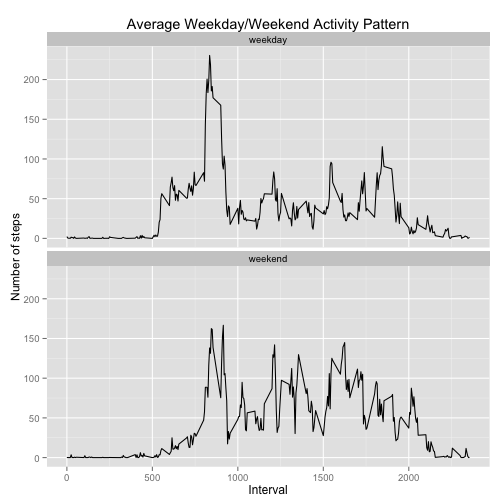 Average Weekday/Weekend Activity Pattern
weekday
200
150
100
50
0
weekend
200
150
100
50
0
Number of steps
0 500 1000 1500 2000
Interval